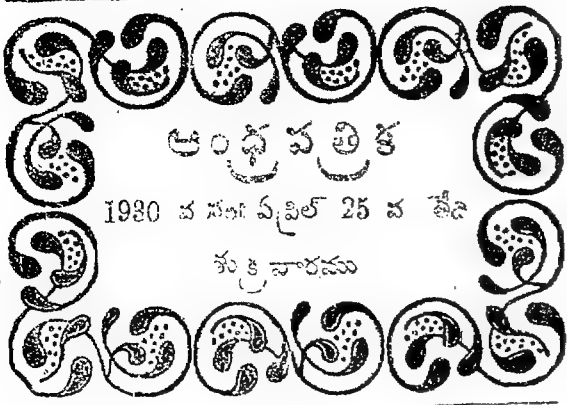 ఆంధ్రపత్రిక
1930 వ సం॥ ఏప్రిల్ 25 వ తేది
శుక్రవారము